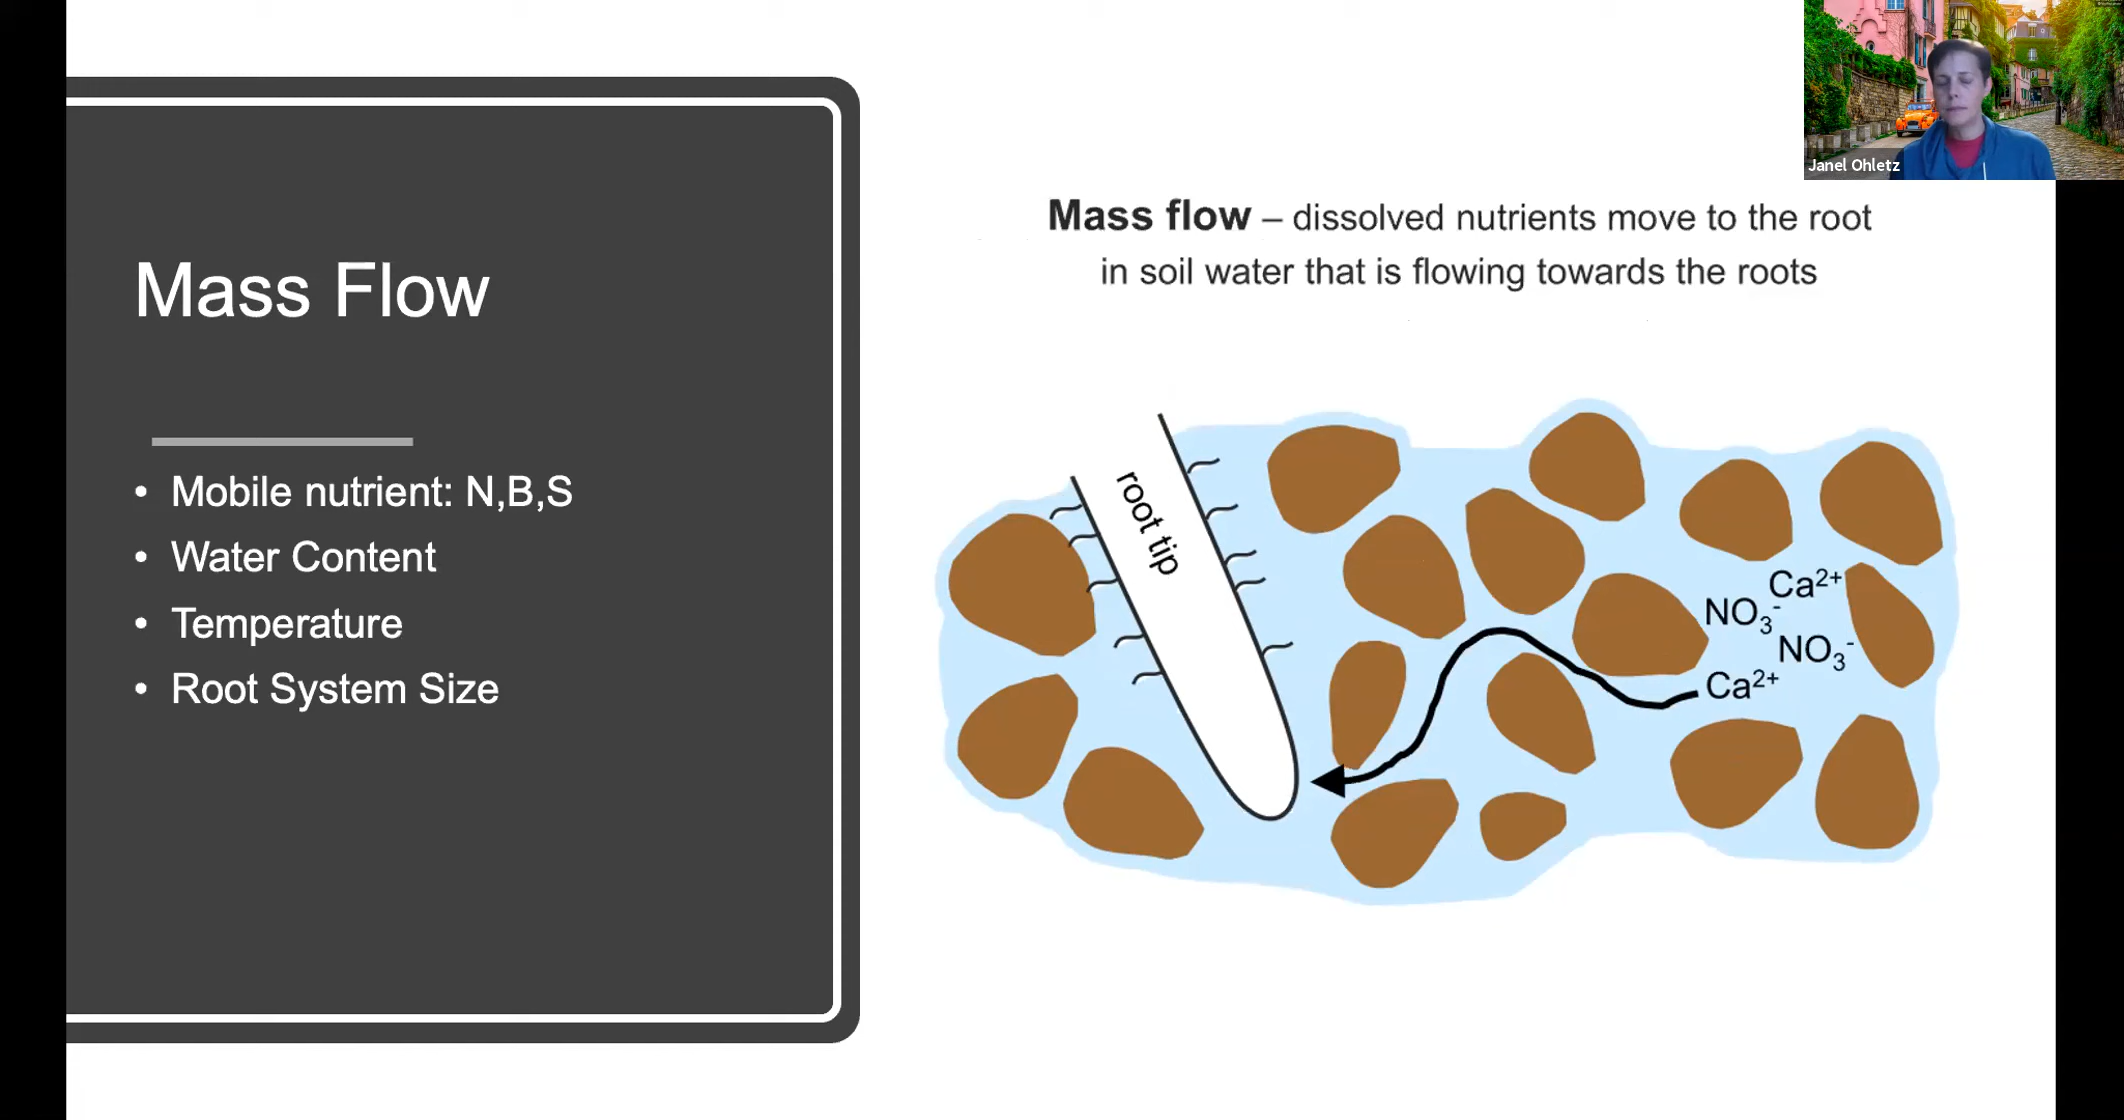 Janel Ohletz
Mass Flow
• Mobile nutrient: N,B,S
• Water Content
• Temperature
• Root System Size
Mass flow – dissolved nutrients move to the root
in soil water that is flowing towards the roots
root tip
Ca²⁺
NO₃⁻
NO₃⁻
Ca²⁺